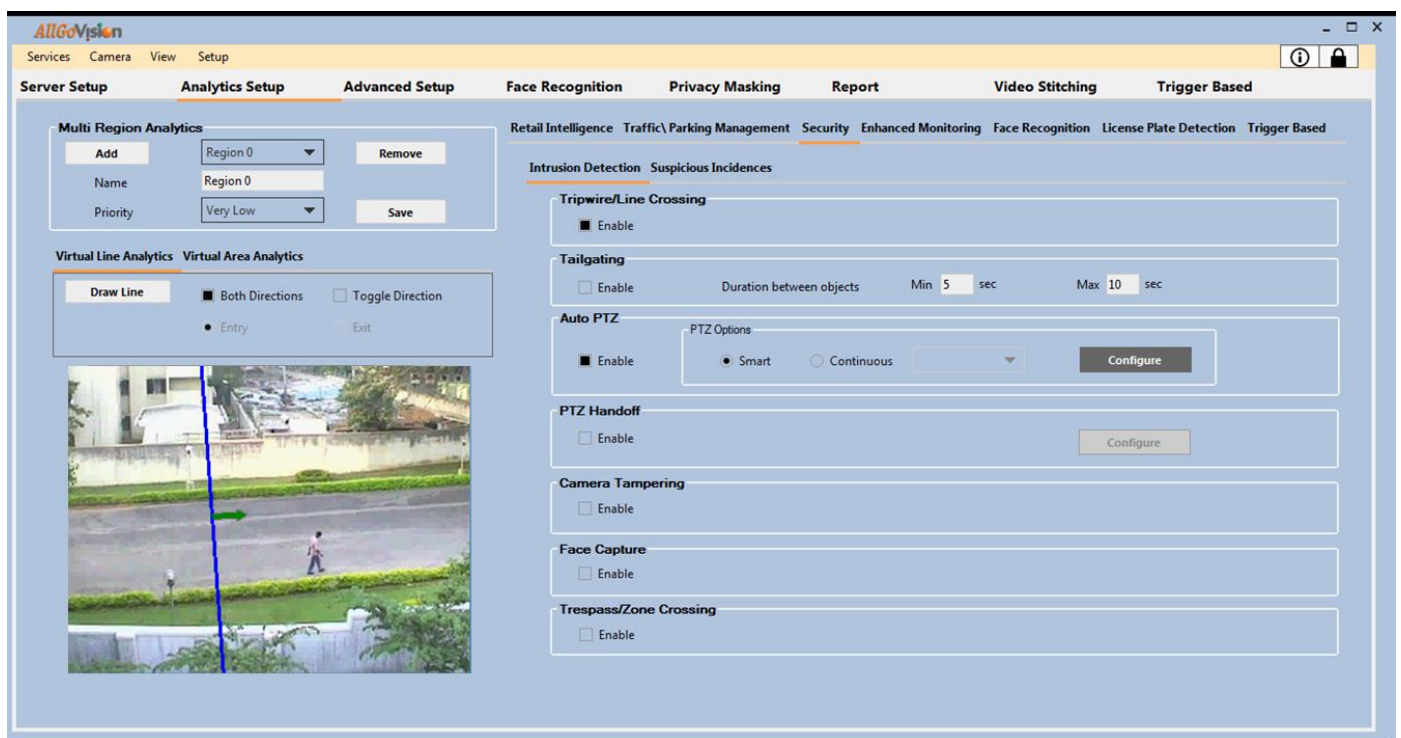 AllGoVision
Services Camera View Setup
Server Setup Analytics Setup Advanced Setup Face Recognition Privacy Masking Report Video Stitching Trigger Based
Multi Region Analytics
Add Region 0 Remove
Name Region 0
Priority Very Low Save
Virtual Line Analytics Virtual Area Analytics
Draw Line Both Directions Toggle Direction
Entry Exit
Retail Intelligence Traffic\ Parking Management Security Enhanced Monitoring Face Recognition License Plate Detection Trigger Based
Intrusion Detection Suspicious Incidences
Tripwire/Line Crossing
Enable
Tailgating
Enable Duration between objects Min 5 sec Max 10 sec
Auto PTZ
PTZ Options
Enable Smart Continuous Configure
PTZ Handoff
Enable Configure
Camera Tampering
Enable
Face Capture
Enable
Trespass/Zone Crossing
Enable